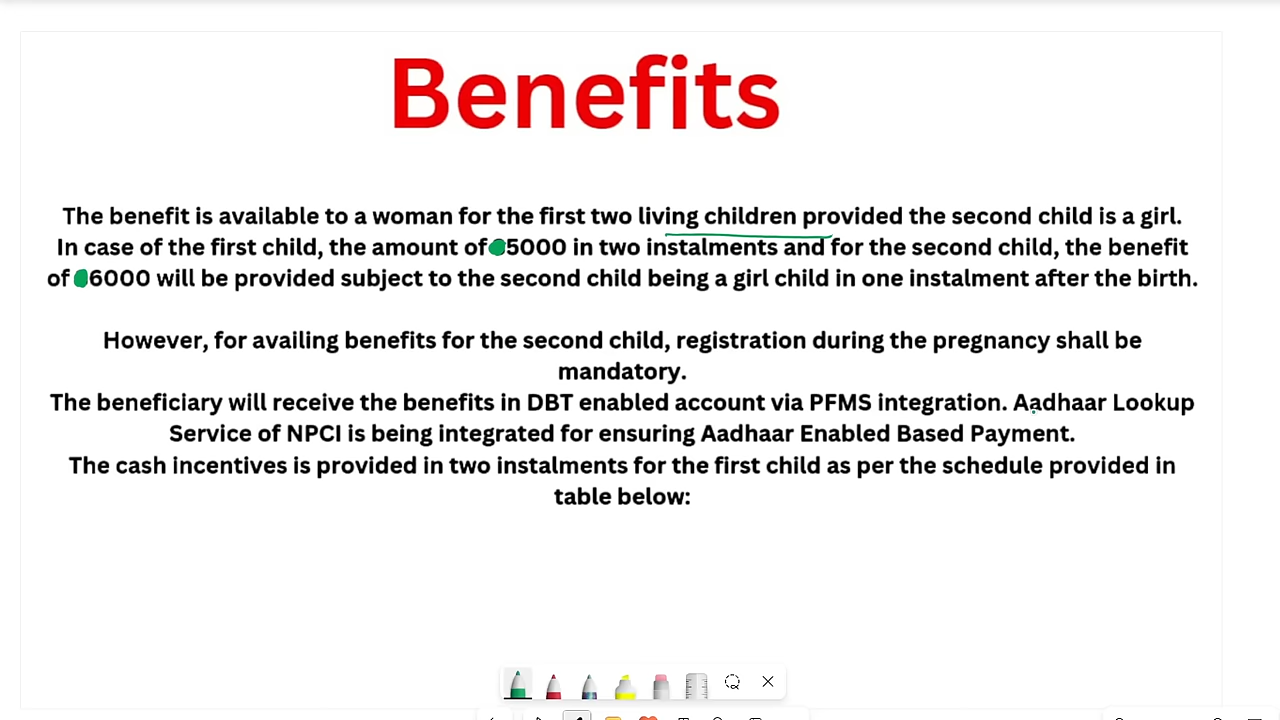 Benefits
The benefit is available to a woman for the first two living children provided the second child is a girl.
In case of the first child, the amount of 5000 in two instalments and for the second child, the benefit
of 6000 will be provided subject to the second child being a girl child in one instalment after the birth.
However, for availing benefits for the second child, registration during the pregnancy shall be
mandatory.
The beneficiary will receive the benefits in DBT enabled account via PFMS integration. Aadhaar Lookup
Service of NPCI is being integrated for ensuring Aadhaar Enabled Based Payment.
The cash incentives is provided in two instalments for the first child as per the schedule provided in
table below: